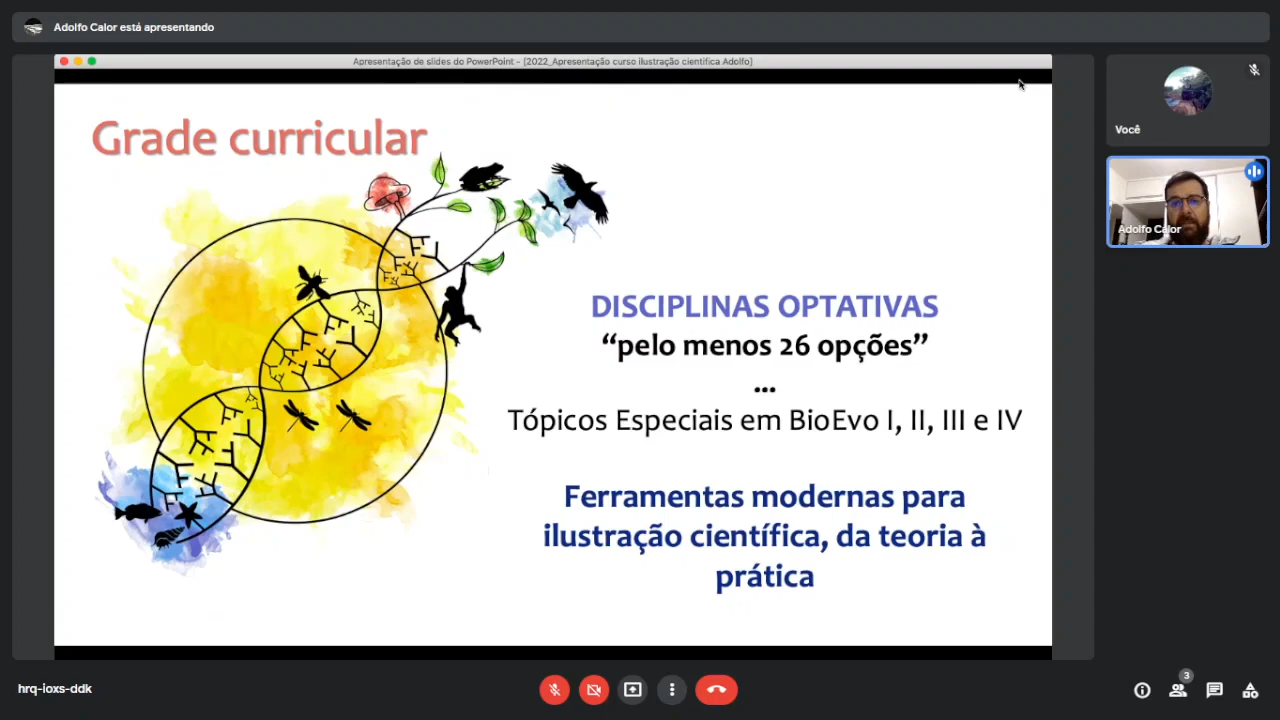 Adolfo Calor está apresentando
Apresentação de slides do PowerPoint - [2022_Apresentação curso ilustração científica Adolfo]
Grade curricular
DISCIPLINAS OPTATIVAS
“pelo menos 26 opções”
...
Tópicos Especiais em BioEvo I, II, III e IV
Ferramentas modernas para
ilustração científica, da teoria à
prática
Você
Adolfo Calor
hrq-ioxs-ddk
3